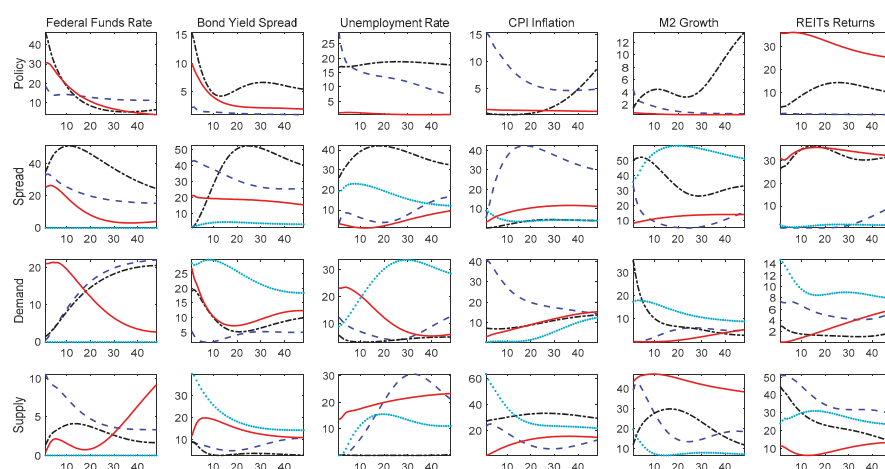 Federal Funds Rate Bond Yield Spread Unemployment Rate CPI Inflation M2 Growth REITs Returns
Policy
40 30 20 10
10 20 30 40
15 10 5
10 20 30 40
25 20 15 10 5
10 20 30 40
15 10 5
10 20 30 40
12 10 8 6 4 2
10 20 30 40
30 20 10
10 20 30 40
Spread
40 20 0
10 20 30 40
50 40 30 20 10
10 20 30 40
40 30 20 10
10 20 30 40
40 30 20 10
10 20 30 40
50 40 30 20 10
10 20 30 40
30 20 10
10 20 30 40
Demand
20 10 0
10 20 30 40
25 20 15 10 5
10 20 30 40
30 20 10
10 20 30 40
40 30 20 10
10 20 30 40
30 20 10
10 20 30 40
14 12 10 8 6 4 2
10 20 30 40
Supply
10 5 0
10 20 30 40
30 20 10
10 20 30 40
30 20 10 0
10 20 30 40
60 40 20
10 20 30 40
40 30 20 10
10 20 30 40
50 40 30 20 10
10 20 30 40